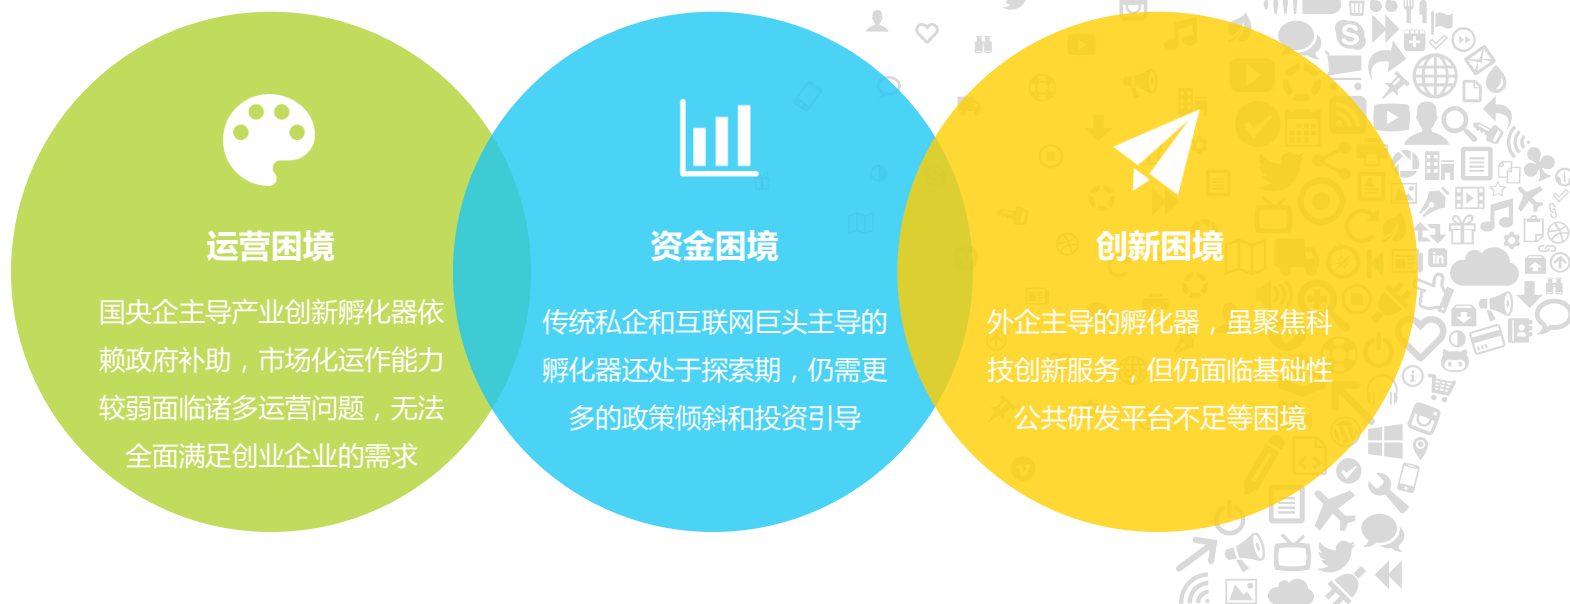 运营困境
国央企主导产业创新孵化器依
赖政府补助，市场化运作能力
较弱面临诸多运营问题，无法
全面满足创业企业的需求
资金困境
传统私企和互联网巨头主导的
孵化器还处于探索期，仍需更
多的政策倾斜和投资引导
创新困境
外企主导的孵化器，虽聚焦科
技创新服务，但仍面临基础性
公共研发平台不足等困境